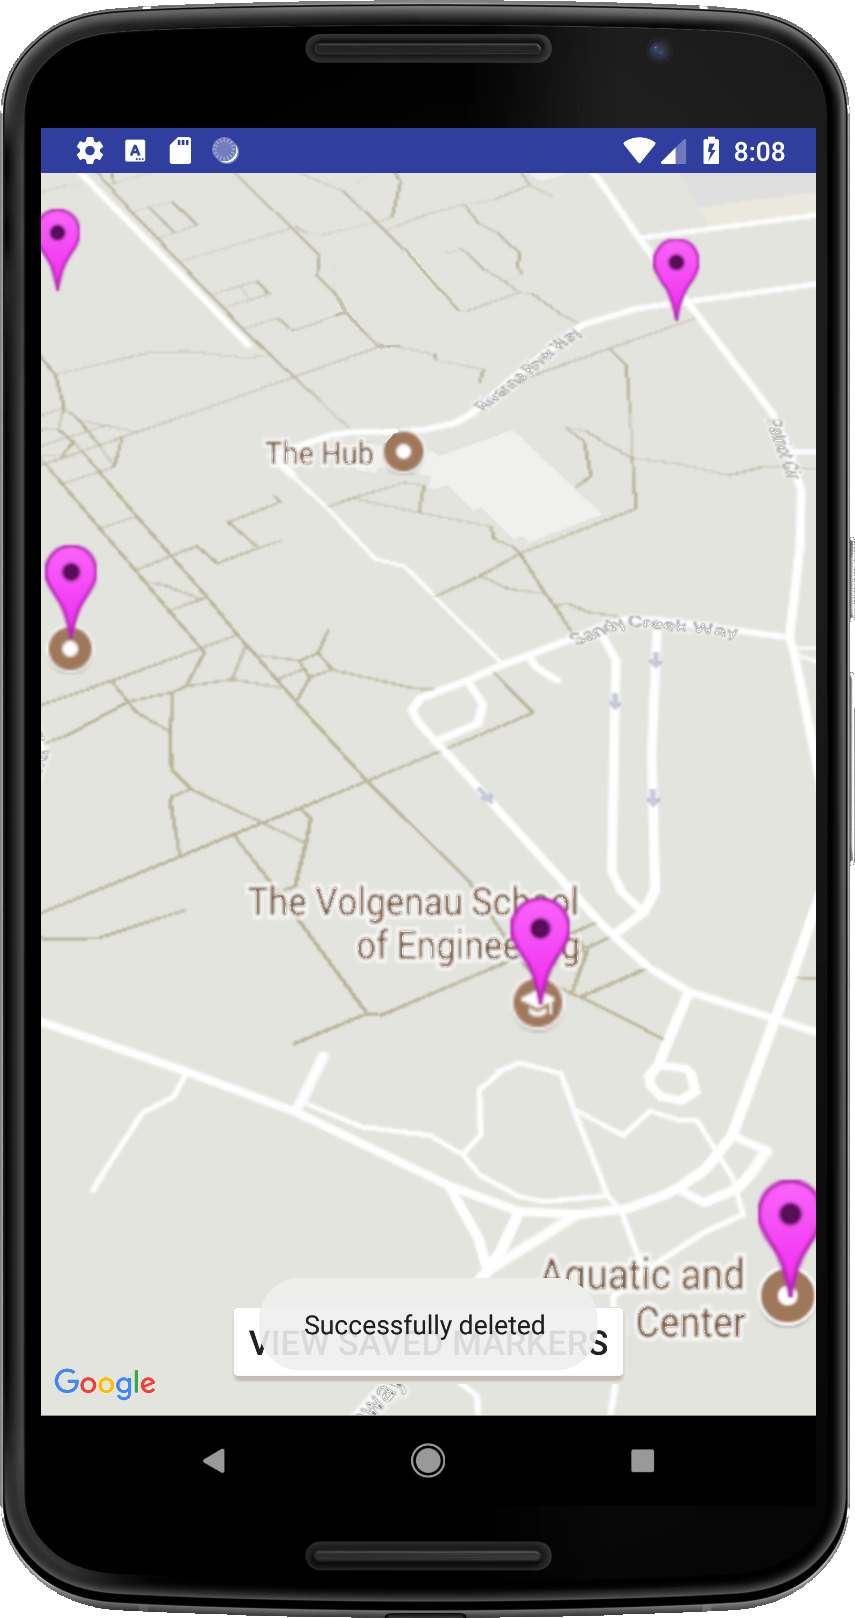 8:08
Rivanna River Way
Patriot Cir
The Hub
Sandy Creek Way
The Volgenau School
of Engineering
Aquatic and
Center
Successfully deleted
VIEW SAVED MARKERS
Google
way